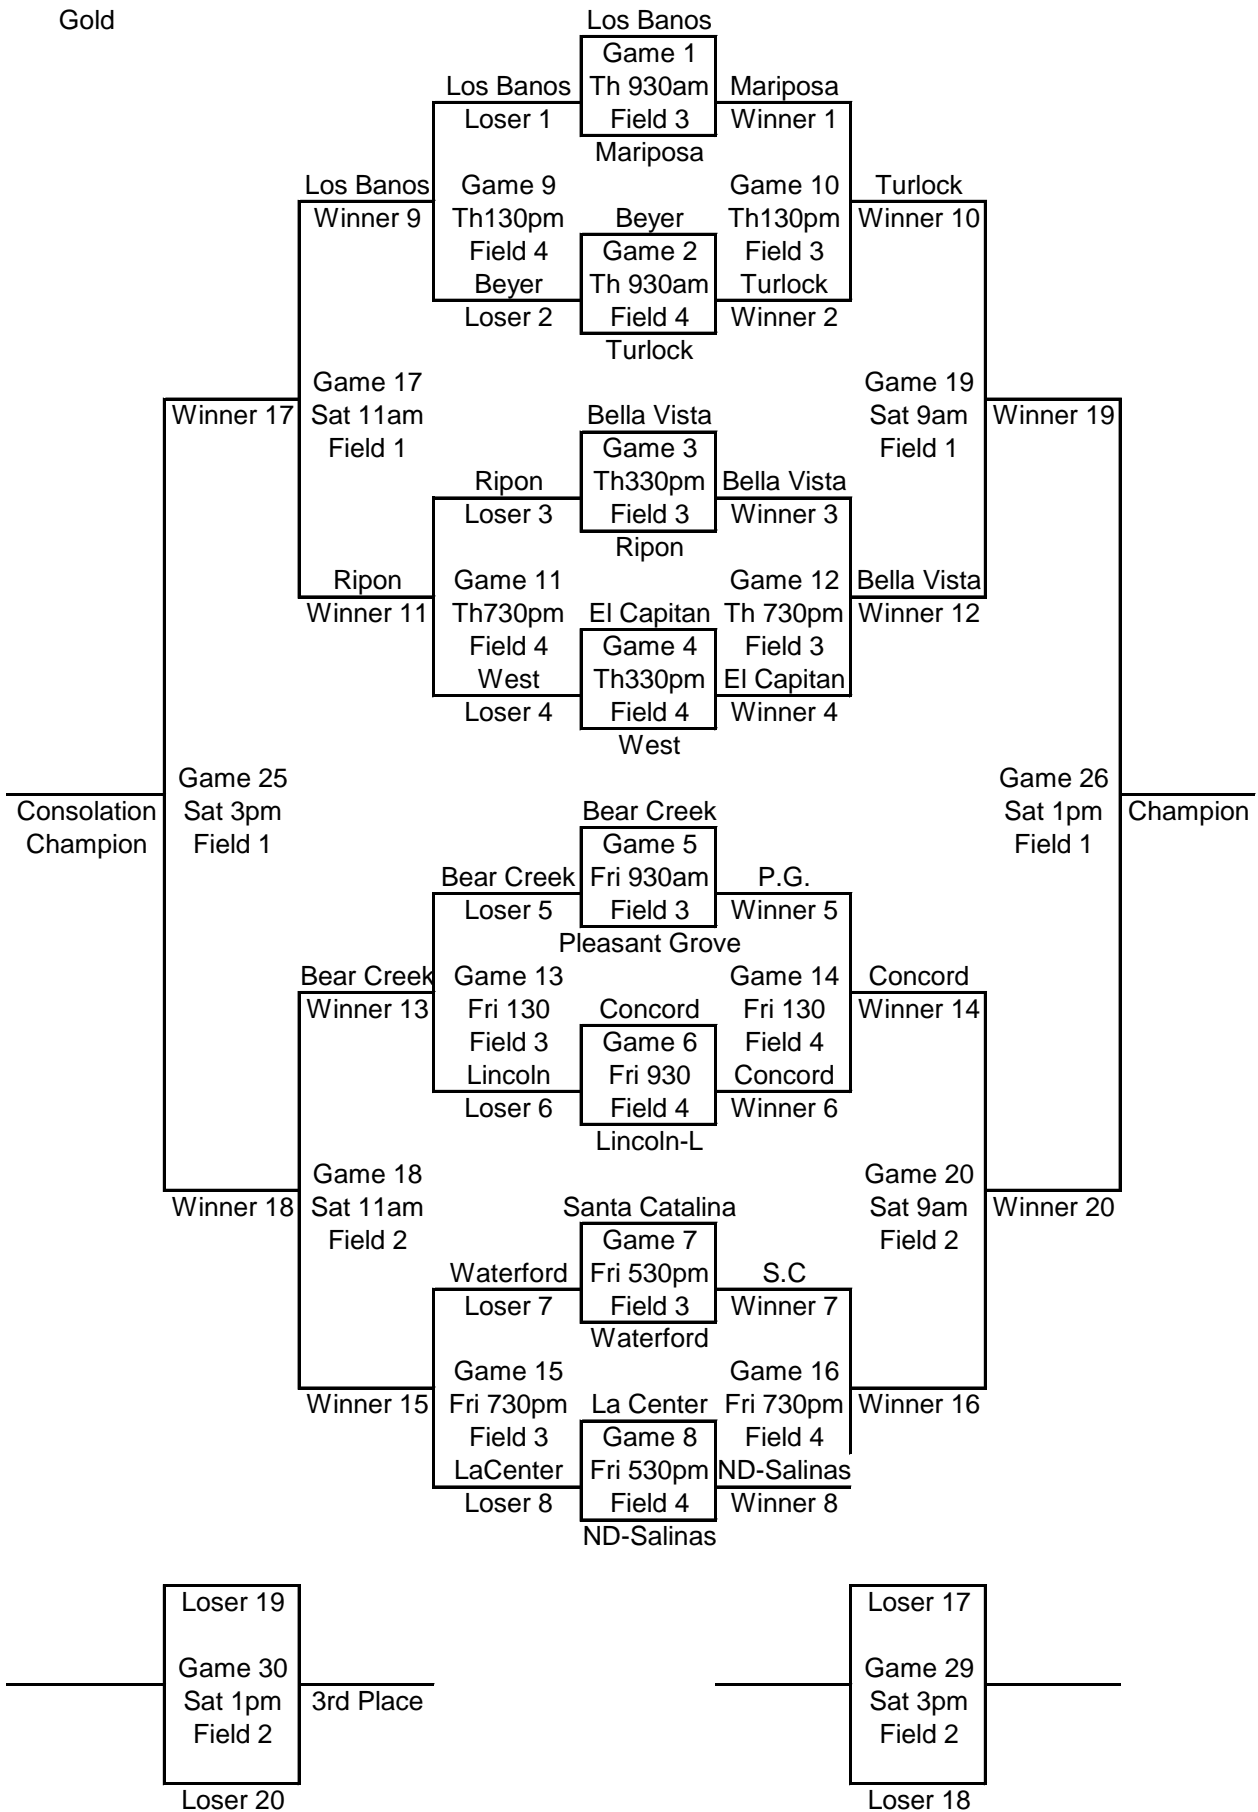 Gold
Los Banos
Game 1
Los Banos Th 930am Mariposa
Loser 1 Field 3 Winner 1
Mariposa
Los Banos Game 9 Game 10 Turlock
Winner 9 Th130pm Beyer Th130pm Winner 10
Field 4 Game 2 Field 3
Beyer Th 930am Turlock
Loser 2 Field 4 Winner 2
Turlock
Game 17 Game 19
Winner 17 Sat 11am Bella Vista Sat 9am Winner 19
Field 1 Game 3 Field 1
Ripon Th330pm Bella Vista
Loser 3 Field 3 Winner 3
Ripon
Ripon Game 11 Game 12 Bella Vista
Winner 11 Th730pm El Capitan Th 730pm Winner 12
Field 4 Game 4 Field 3
West Th330pm El Capitan
Loser 4 Field 4 Winner 4
West
Game 25 Game 26
Consolation Sat 3pm Bear Creek Sat 1pm Champion
Champion Field 1 Game 5 Field 1
Bear Creek Fri 930am P.G.
Loser 5 Field 3 Winner 5
Pleasant Grove
Bear Creek Game 13 Game 14 Concord
Winner 13 Fri 130 Concord Fri 130 Winner 14
Field 3 Game 6 Field 4
Lincoln Fri 930 Concord
Loser 6 Field 4 Winner 6
Lincoln-L
Game 18 Game 20
Winner 18 Sat 11am Santa Catalina Sat 9am Winner 20
Field 2 Game 7 Field 2
Waterford Fri 530pm S.C
Loser 7 Field 3 Winner 7
Waterford
Game 15 Game 16
Winner 15 Fri 730pm La Center Fri 730pm Winner 16
Field 3 Game 8 Field 4
LaCenter Fri 530pm ND-Salinas
Loser 8 Field 4 Winner 8
ND-Salinas
Loser 19 Loser 17
Game 30 Game 29
Sat 1pm 3rd Place Sat 3pm
Field 2 Field 2
Loser 20 Loser 18